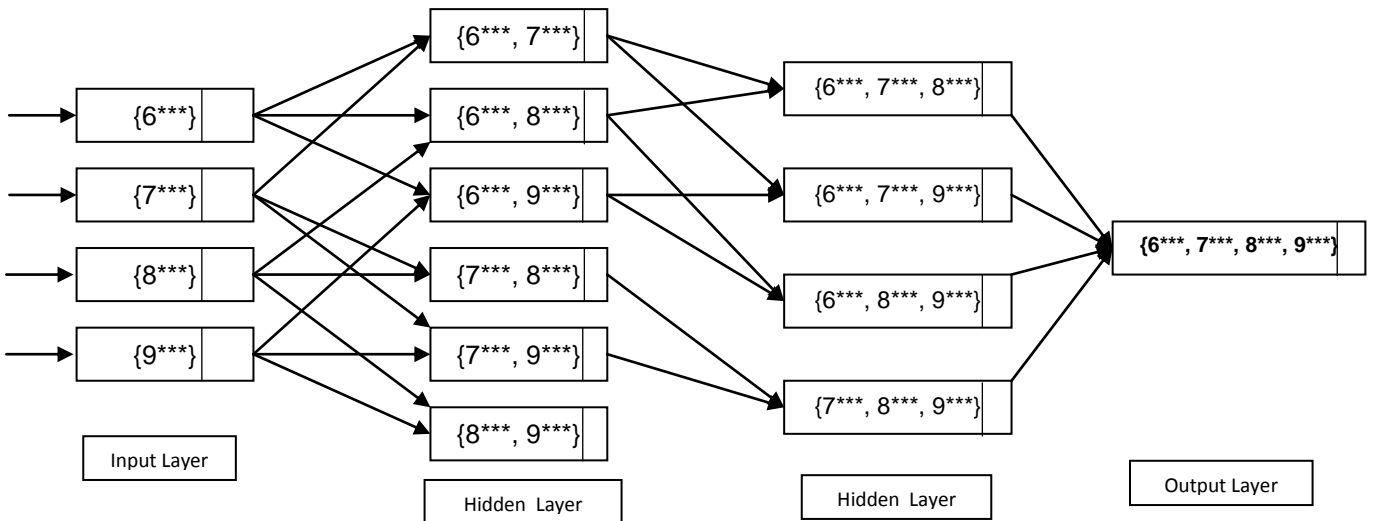 {6***}
{7***}
{8***}
{9***}
Input Layer
{6***, 7***}
{6***, 8***}
{6***, 9***}
{7***, 8***}
{7***, 9***}
{8***, 9***}
Hidden Layer
{6***, 7***, 8***}
{6***, 7***, 9***}
{6***, 8***, 9***}
{7***, 8***, 9***}
Hidden Layer
{6***, 7***, 8***, 9***}
Output Layer